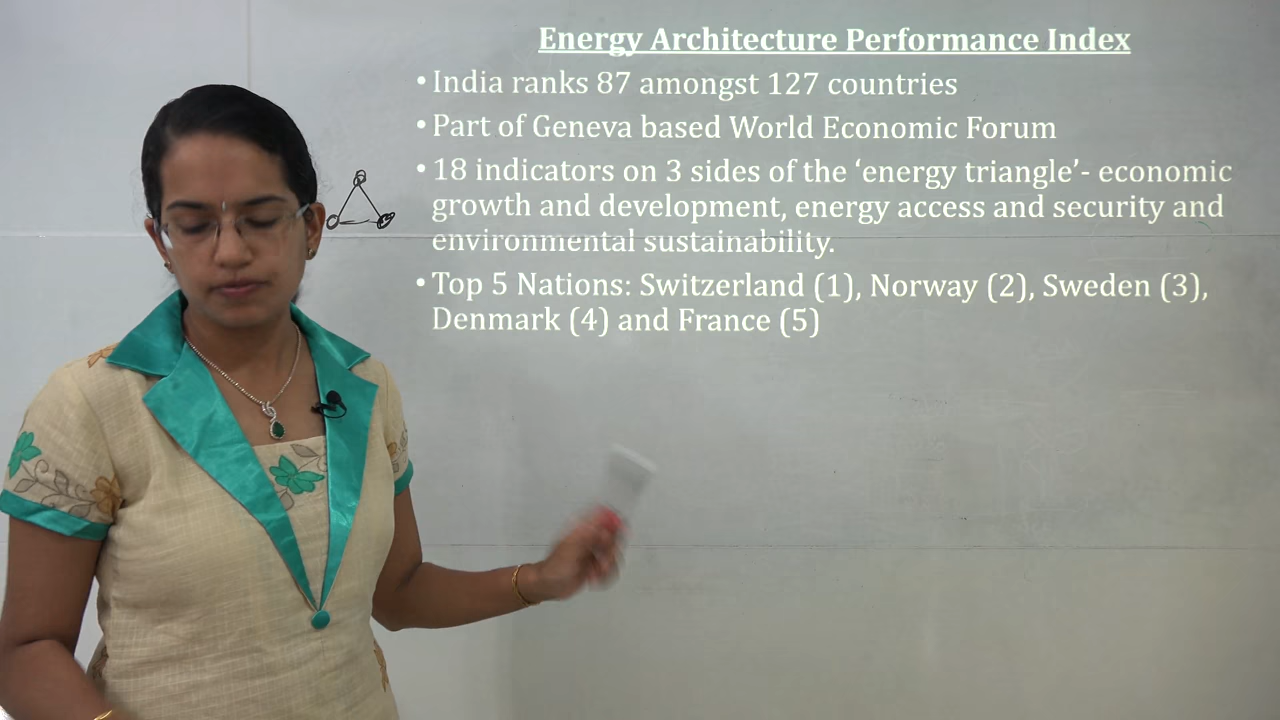 Energy Architecture Performance Index
• India ranks 87 amongst 127 countries
• Part of Geneva based World Economic Forum
• 18 indicators on 3 sides of the ‘energy triangle’- economic
growth and development, energy access and security and
environmental sustainability.
• Top 5 Nations: Switzerland (1), Norway (2), Sweden (3),
Denmark (4) and France (5)